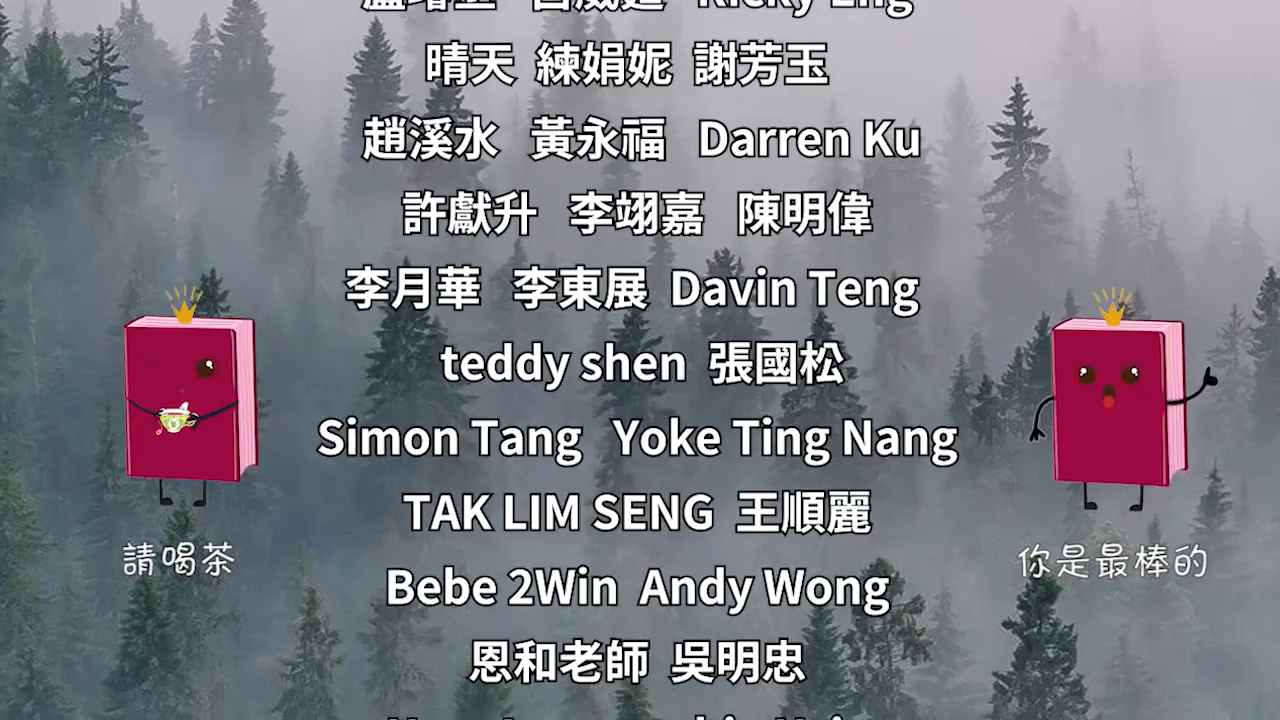 Ricky Eng
晴天 練娟妮 謝芳玉
趙溪水 黃永福 Darren Ku
許獻升 李翊嘉 陳明偉
李月華 李東展 Davin Teng
teddy shen 張國松
Simon Tang Yoke Ting Nang
TAK LIM SENG 王順麗
請喝茶
你是最棒的
Bebe 2Win Andy Wong
恩和老師 吳明忠